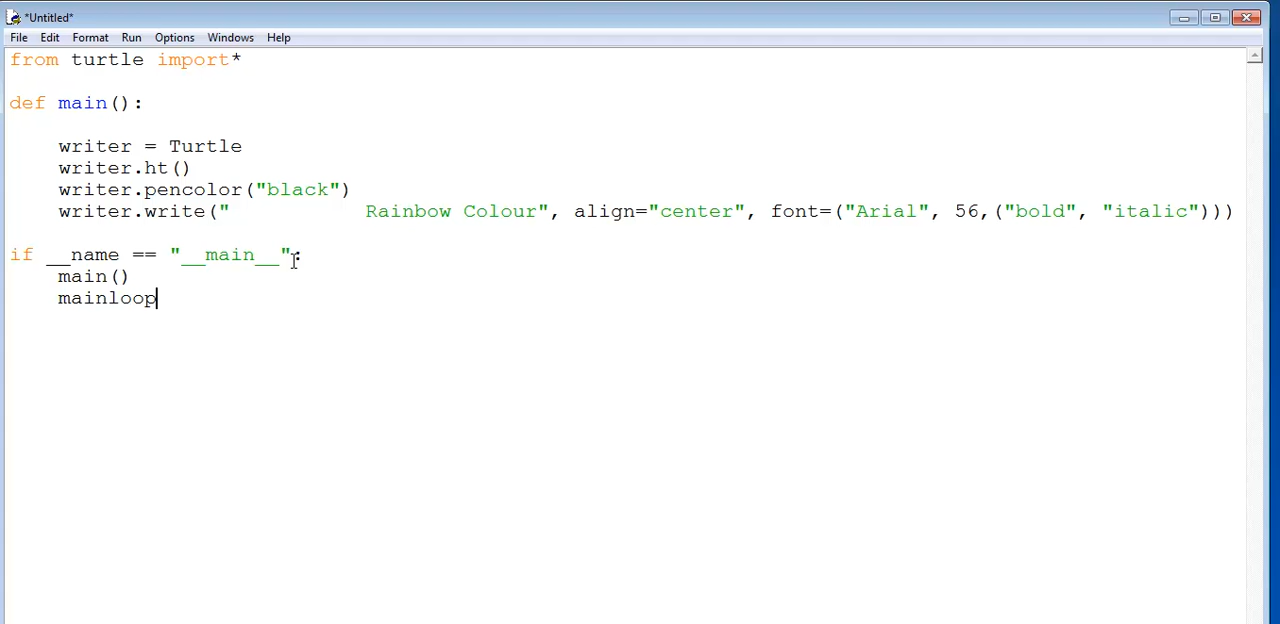 *Untitled*
File Edit Format Run Options Windows Help
from turtle import*
def main():
    writer = Turtle
    writer.ht()
    writer.pencolor("black")
    writer.write("           Rainbow Colour", align="center", font=("Arial", 56,("bold", "italic")))
if __name == "__main__":
    main()
    mainloop